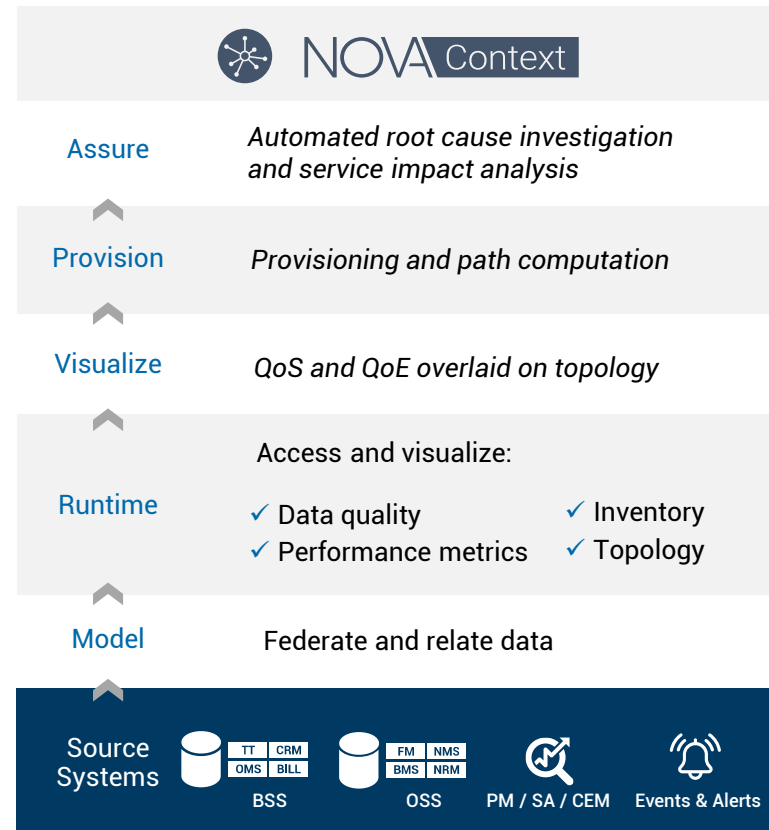 NOVA Context
Assure
Automated root cause investigation
and service impact analysis
Provision
Provisioning and path computation
Visualize
QoS and QoE overlaid on topology
Runtime
Access and visualize:
✓ Data quality
✓ Inventory
✓ Performance metrics
✓ Topology
Model
Federate and relate data
Source
Systems
TT CRM
OMS BILL
BSS
FM NMS
BMS NRM
OSS
PM / SA / CEM
Events & Alerts